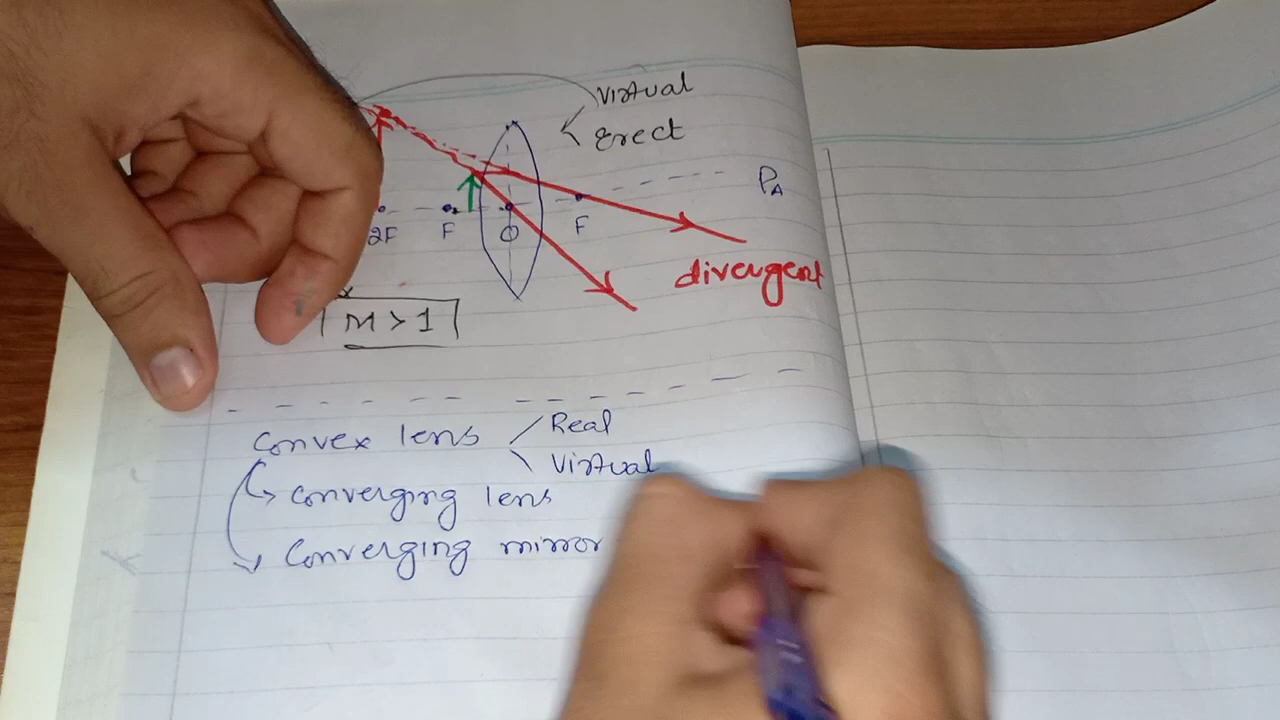 Virtual
Erect
PA
2F F O F
divergent
M > 1
Convex lens
Real
Virtual
Converging lens
Converging mirror